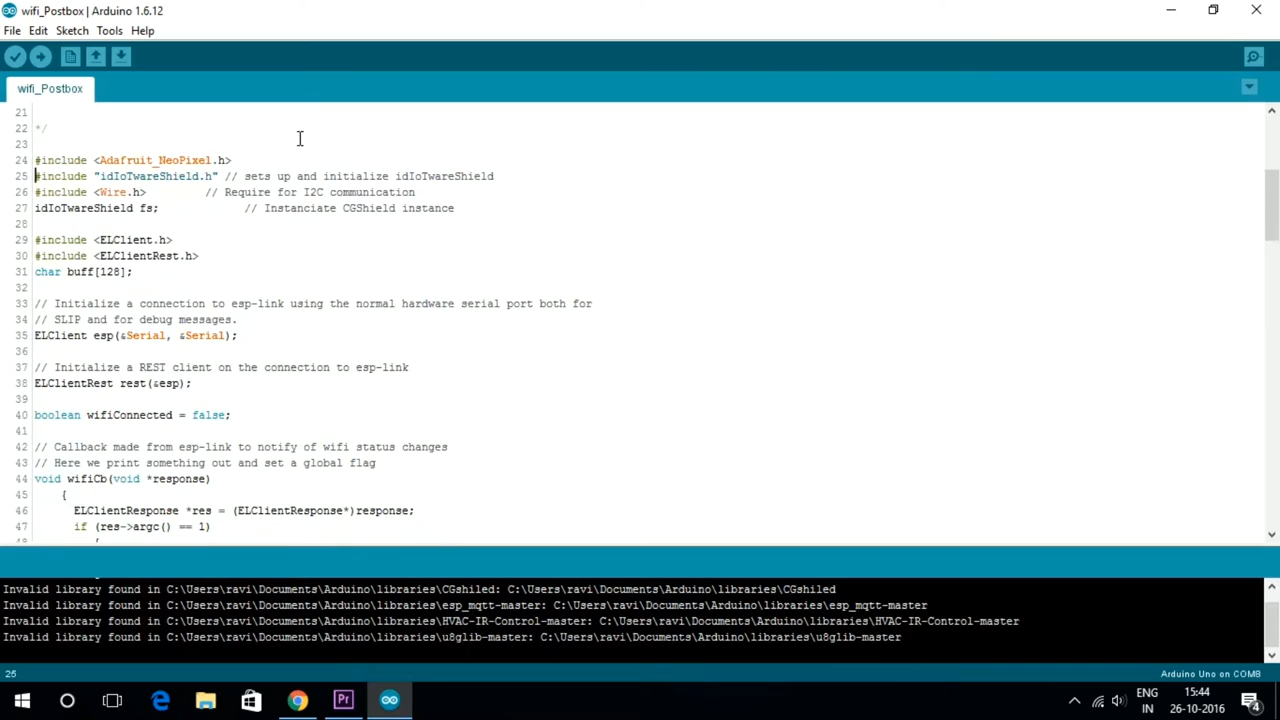 wifi_Postbox | Arduino 1.6.12
File Edit Sketch Tools Help
wifi_Postbox
21
22 */
23
24 #include <Adafruit_NeoPixel.h>
25 #include "idIoTwareShield.h" // sets up and initialize idIoTwareShield
26 #include <Wire.h> // Require for I2C communication
27 idIoTwareShield fs; // Instanciate CGShield instance
28
29 #include <ELClient.h>
30 #include <ELClientRest.h>
31 char buff[128];
32
33 // Initialize a connection to esp-link using the normal hardware serial port both for
34 // SLIP and for debug messages.
35 ELClient esp(&Serial, &Serial);
36
37 // Initialize a REST client on the connection to esp-link
38 ELClientRest rest(&esp);
39
40 boolean wifiConnected = false;
41
42 // Callback made from esp-link to notify of wifi status changes
43 // Here we print something out and set a global flag
44 void wifiCb(void *response)
45 {
46 ELClientResponse *res = (ELClientResponse*)response;
47 if (res->argc() == 1)
48 {
Invalid library found in C:\Users\ravi\Documents\Arduino\libraries\CGshiled: C:\Users\ravi\Documents\Arduino\libraries\CGshiled
Invalid library found in C:\Users\ravi\Documents\Arduino\libraries\esp_mqtt-master: C:\Users\ravi\Documents\Arduino\libraries\esp_mqtt-master
Invalid library found in C:\Users\ravi\Documents\Arduino\libraries\HVAC-IR-Control-master: C:\Users\ravi\Documents\Arduino\libraries\HVAC-IR-Control-master
Invalid library found in C:\Users\ravi\Documents\Arduino\libraries\u8glib-master: C:\Users\ravi\Documents\Arduino\libraries\u8glib-master
25 Arduino Uno on COM8
Pr
ENG 15:44
IN 26-10-2016 4